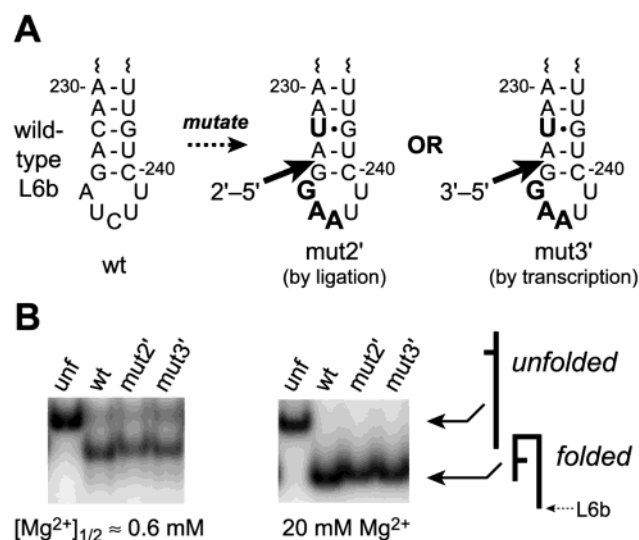 A
230-A–U
A–U
C–G
A–U
G–C-240
A U
U C U
wild-
type
L6b
wt
mutate
230-A–U
A–U
U•G
A–U
G–C-240
G U
A A U
2'–5'
mut2'
(by ligation)
OR
230-A–U
A–U
U•G
A–U
G–C-240
G U
A A U
3'–5'
mut3'
(by transcription)
B
unf wt mut2' mut3'
[Mg2+]1/2 ≈ 0.6 mM
unf wt mut2' mut3'
20 mM Mg2+
unfolded
folded
L6b